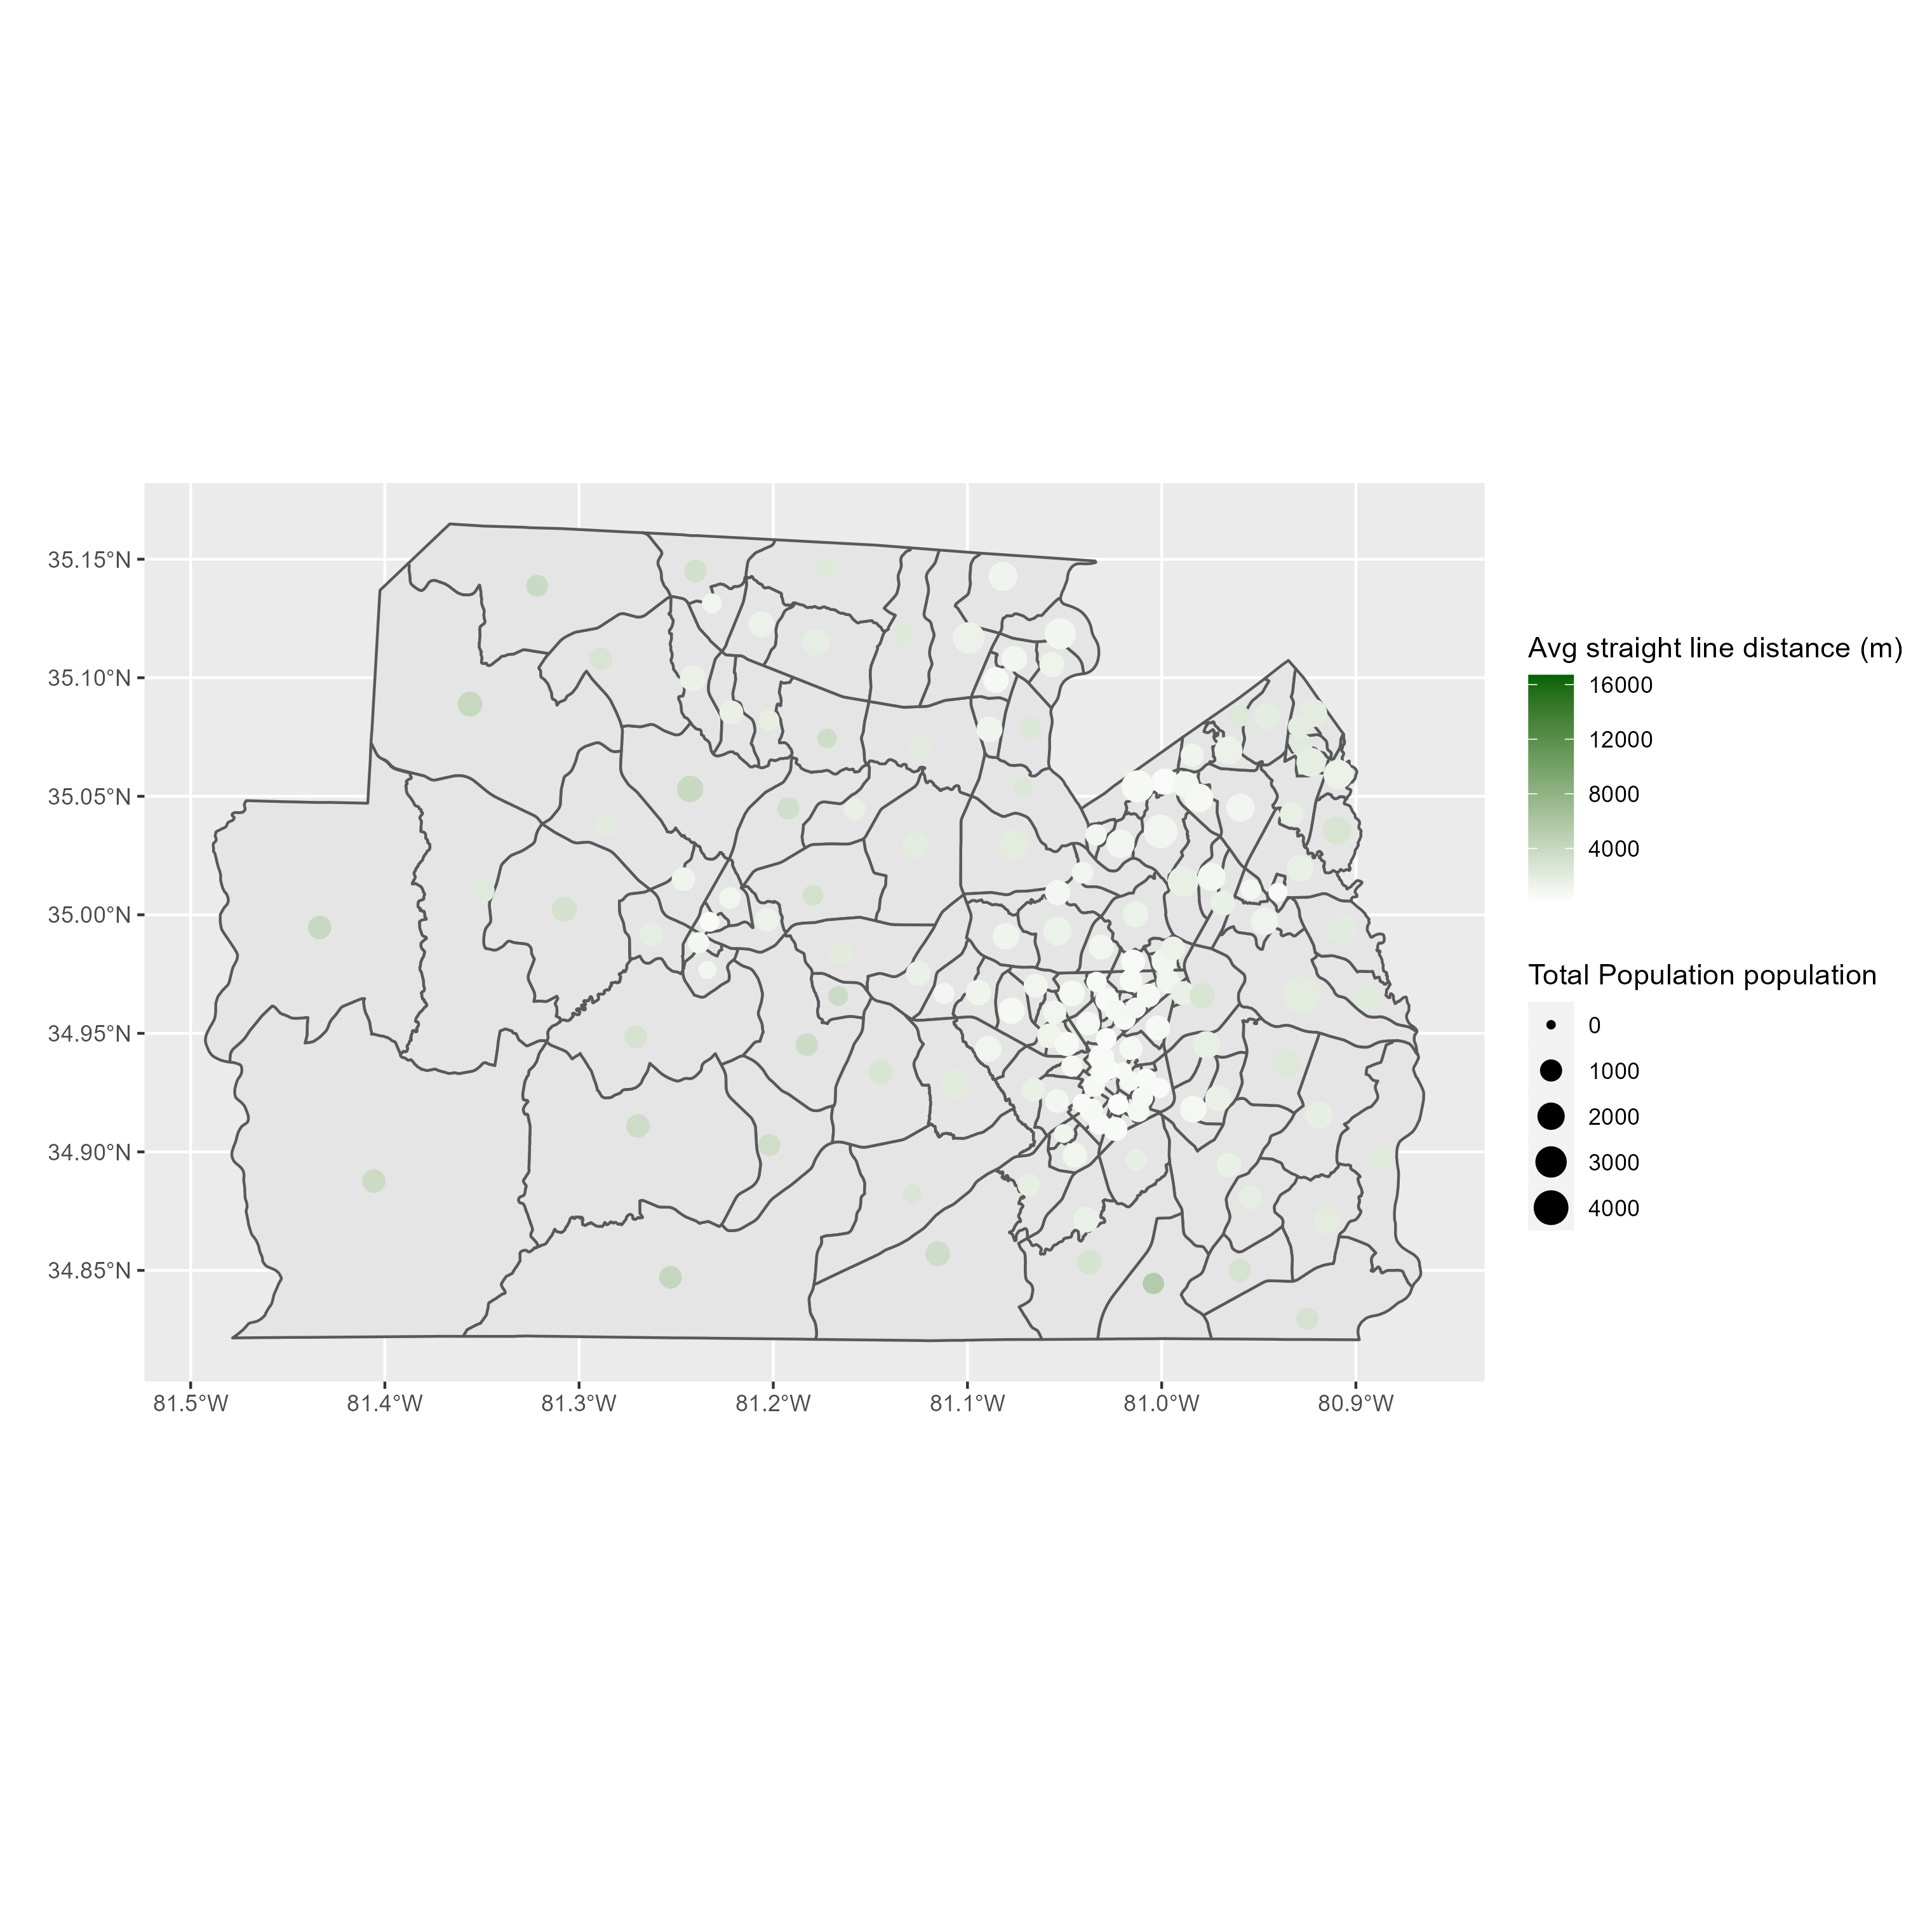 35.15°N
35.10°N
35.05°N
35.00°N
34.95°N
34.90°N
34.85°N
81.5°W 81.4°W 81.3°W 81.2°W 81.1°W 81.0°W 80.9°W
Avg straight line distance (m)
16000
12000
8000
4000
Total Population population
0
1000
2000
3000
4000